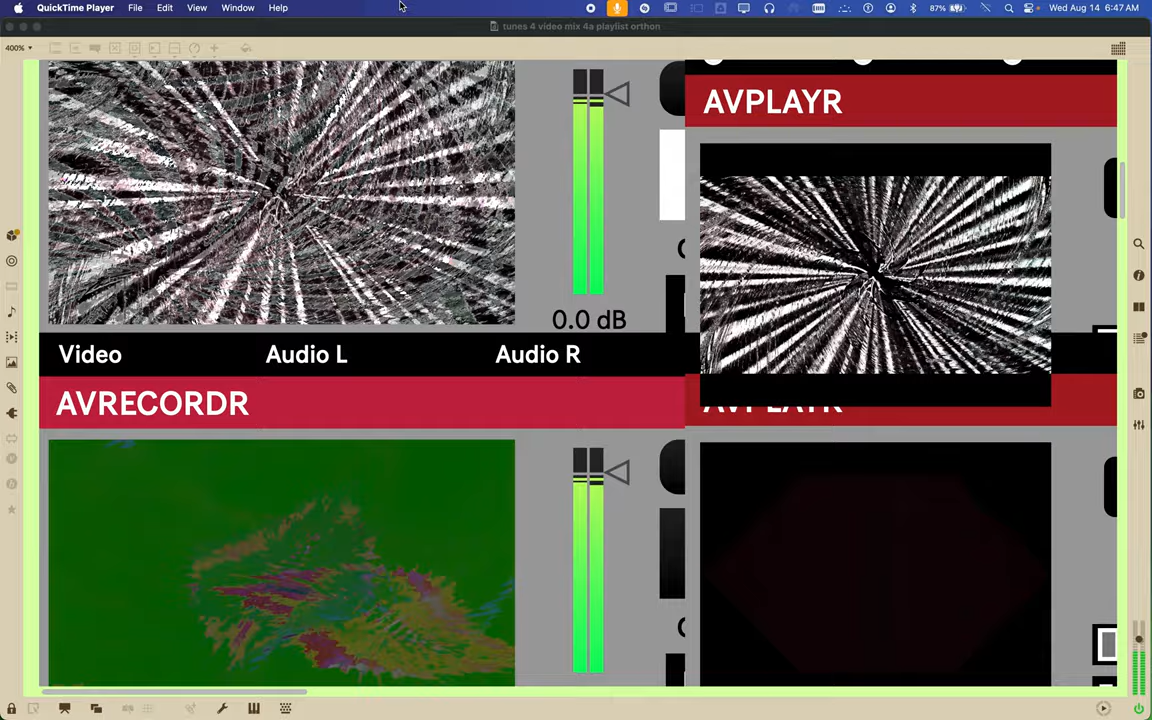 QuickTime Player File Edit View Window Help 87% Wed Aug 14 6:47 AM
tunes 4 video mix 4a playlist orthon
400%
AVPLAYR
0.0 dB
Video Audio L Audio R
AVRECORDR
AVPLAYR